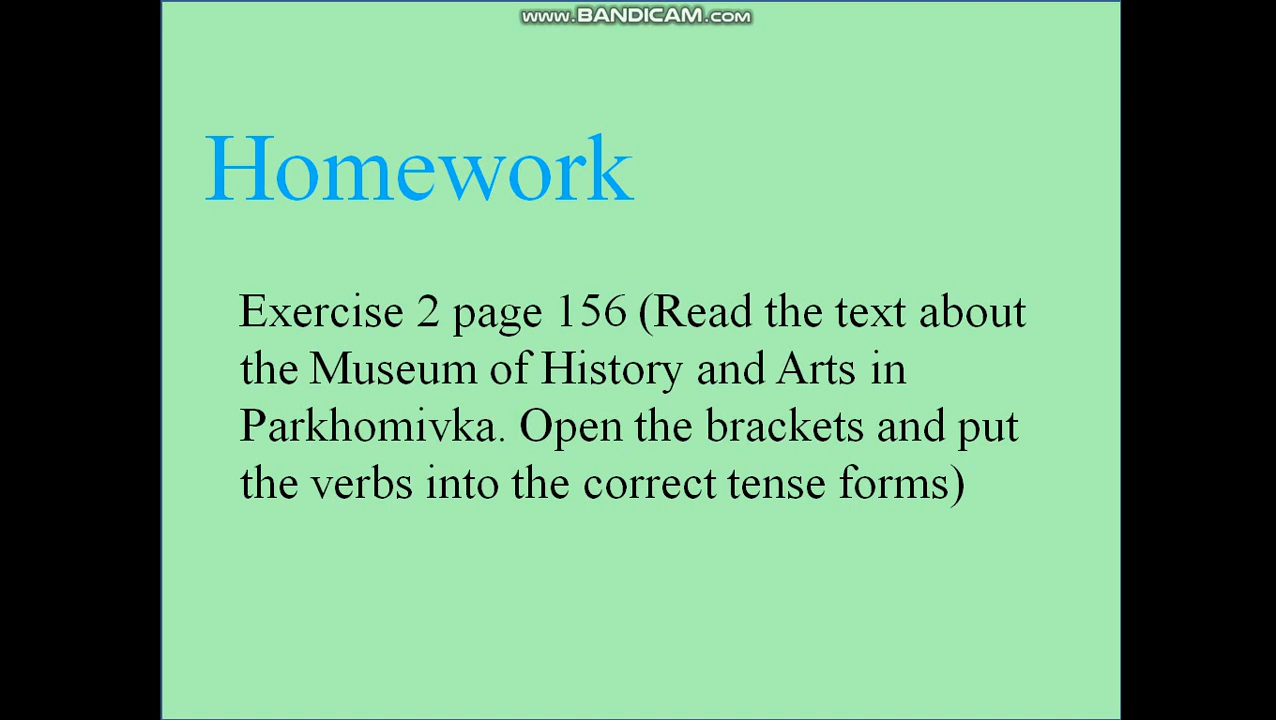 www.BANDICAM.com
Homework
Exercise 2 page 156 (Read the text about
the Museum of History and Arts in
Parkhomivka. Open the brackets and put
the verbs into the correct tense forms)